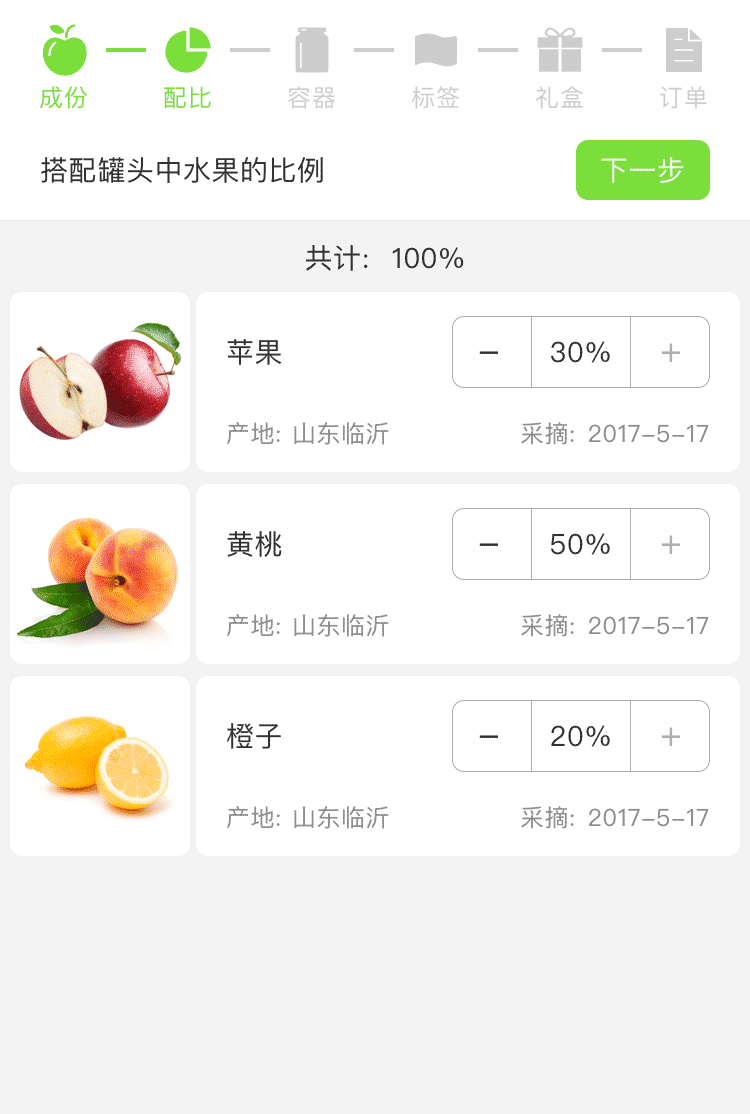 成份 配比 容器 标签 礼盒 订单
搭配罐头中水果的比例 下一步
共计: 100%
苹果 − 30% +
产地: 山东临沂 采摘: 2017-5-17
黄桃 − 50% +
产地: 山东临沂 采摘: 2017-5-17
橙子 − 20% +
产地: 山东临沂 采摘: 2017-5-17